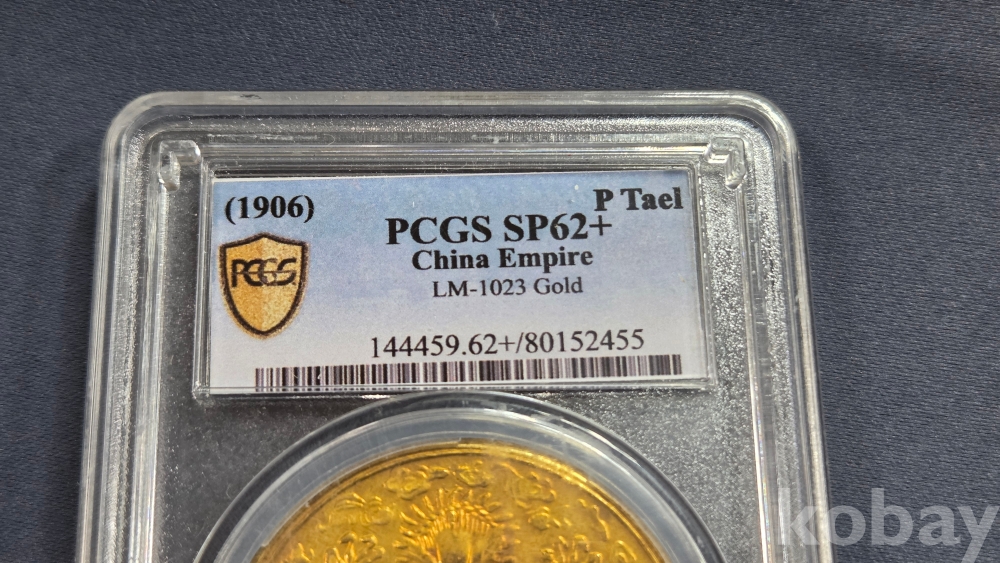 (1906)
P Tael
PCGS SP62+
China Empire
LM-1023 Gold
PCGS
144459.62+/80152455
kobay